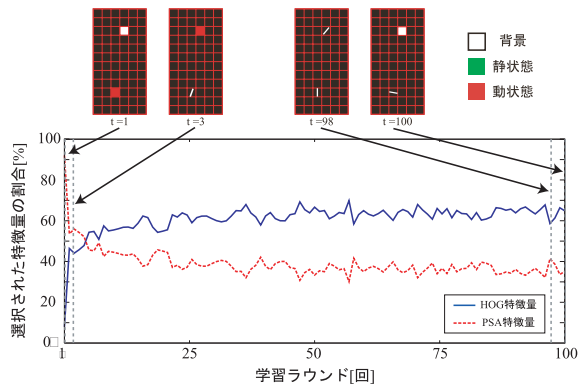 背景
静状態
動状態
t =1
t =3
t =98
t =100
選択された特徴量の割合[%]
100
80
60
40
20
0□
HOG特徴量
PSA特徴量
1
25
50
75
100
学習ラウンド[回]